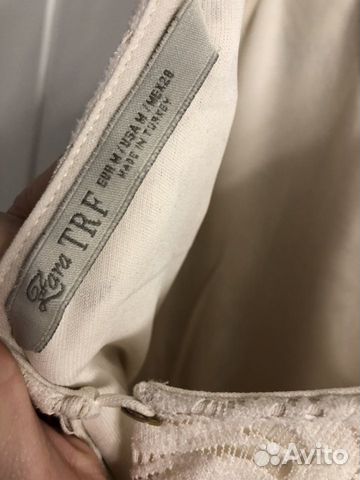 Zara TRF
EUR M / USA M / MEX 28
MADE IN TURKEY
Avito